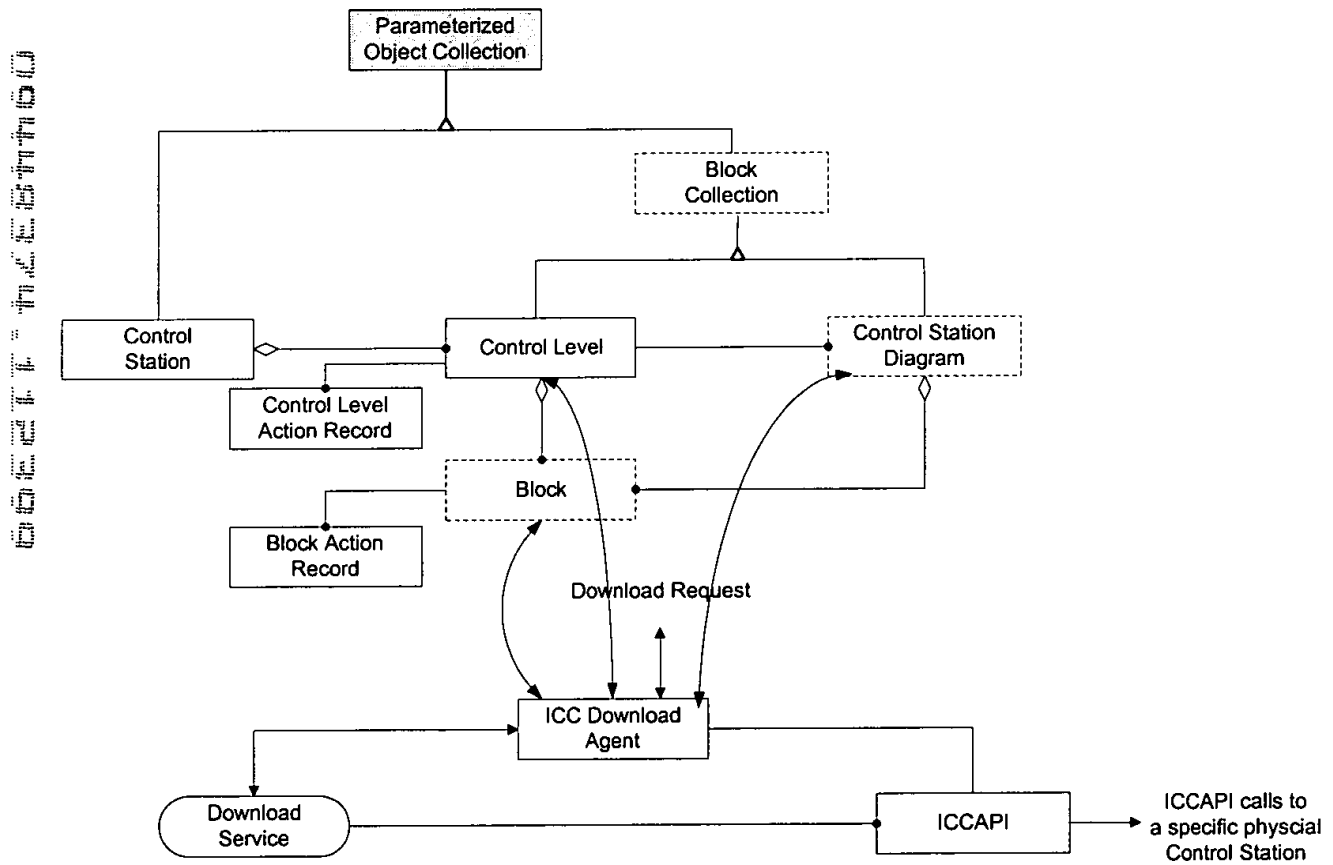 Parameterized
Object Collection
Block
Collection
Control
Station
Control Level
Control Station
Diagram
Control Level
Action Record
Block
Block Action
Record
Download Request
ICC Download
Agent
Download
Service
ICCAPI
ICCAPI calls to
a specific physcial
Control Station